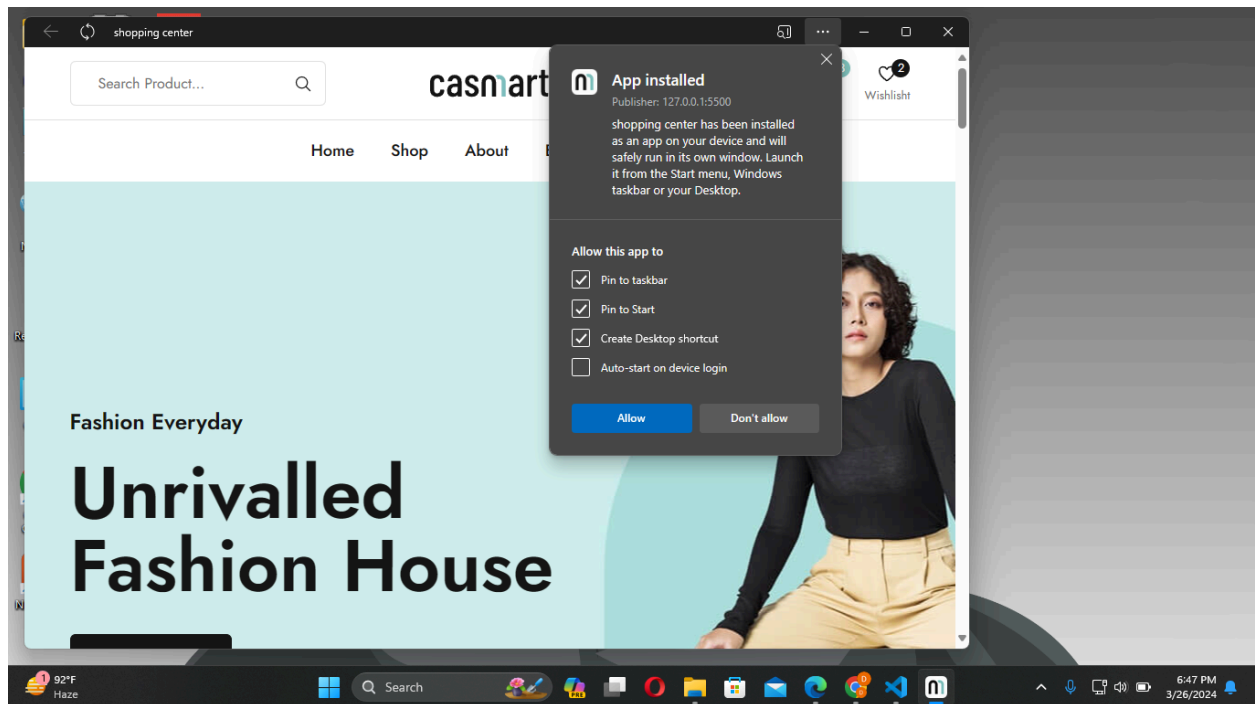 shopping center
Search Product...
casmart
2
Wishlisht
Home Shop About
App installed
Publisher: 127.0.0.1:5500
shopping center has been installed
as an app on your device and will
safely run in its own window. Launch
it from the Start menu, Windows
taskbar or your Desktop.
Allow this app to
Pin to taskbar
Pin to Start
Create Desktop shortcut
Auto-start on device login
Allow Don't allow
Fashion Everyday
Unrivalled
Fashion House
1
92°F
Haze
Search
PRE
6:47 PM
3/26/2024